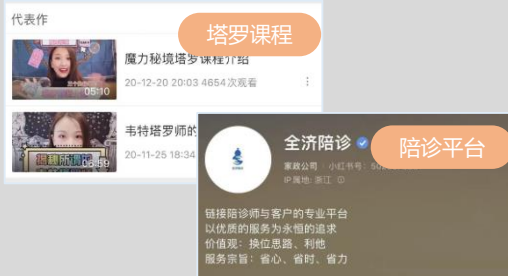 代表作
塔罗课程
魔力秘境塔罗课程介绍
20-12-20 20:03 4654次观看
05:10
韦特塔罗师的
20-11-25 18:34
全济陪诊
陪诊平台
家政公司 小红书号:
IP属地: 浙江
链接陪诊师与客户的专业平台
以优质的服务为永恒的追求
价值观: 换位思路、利他
服务宗旨: 省心、省时、省力